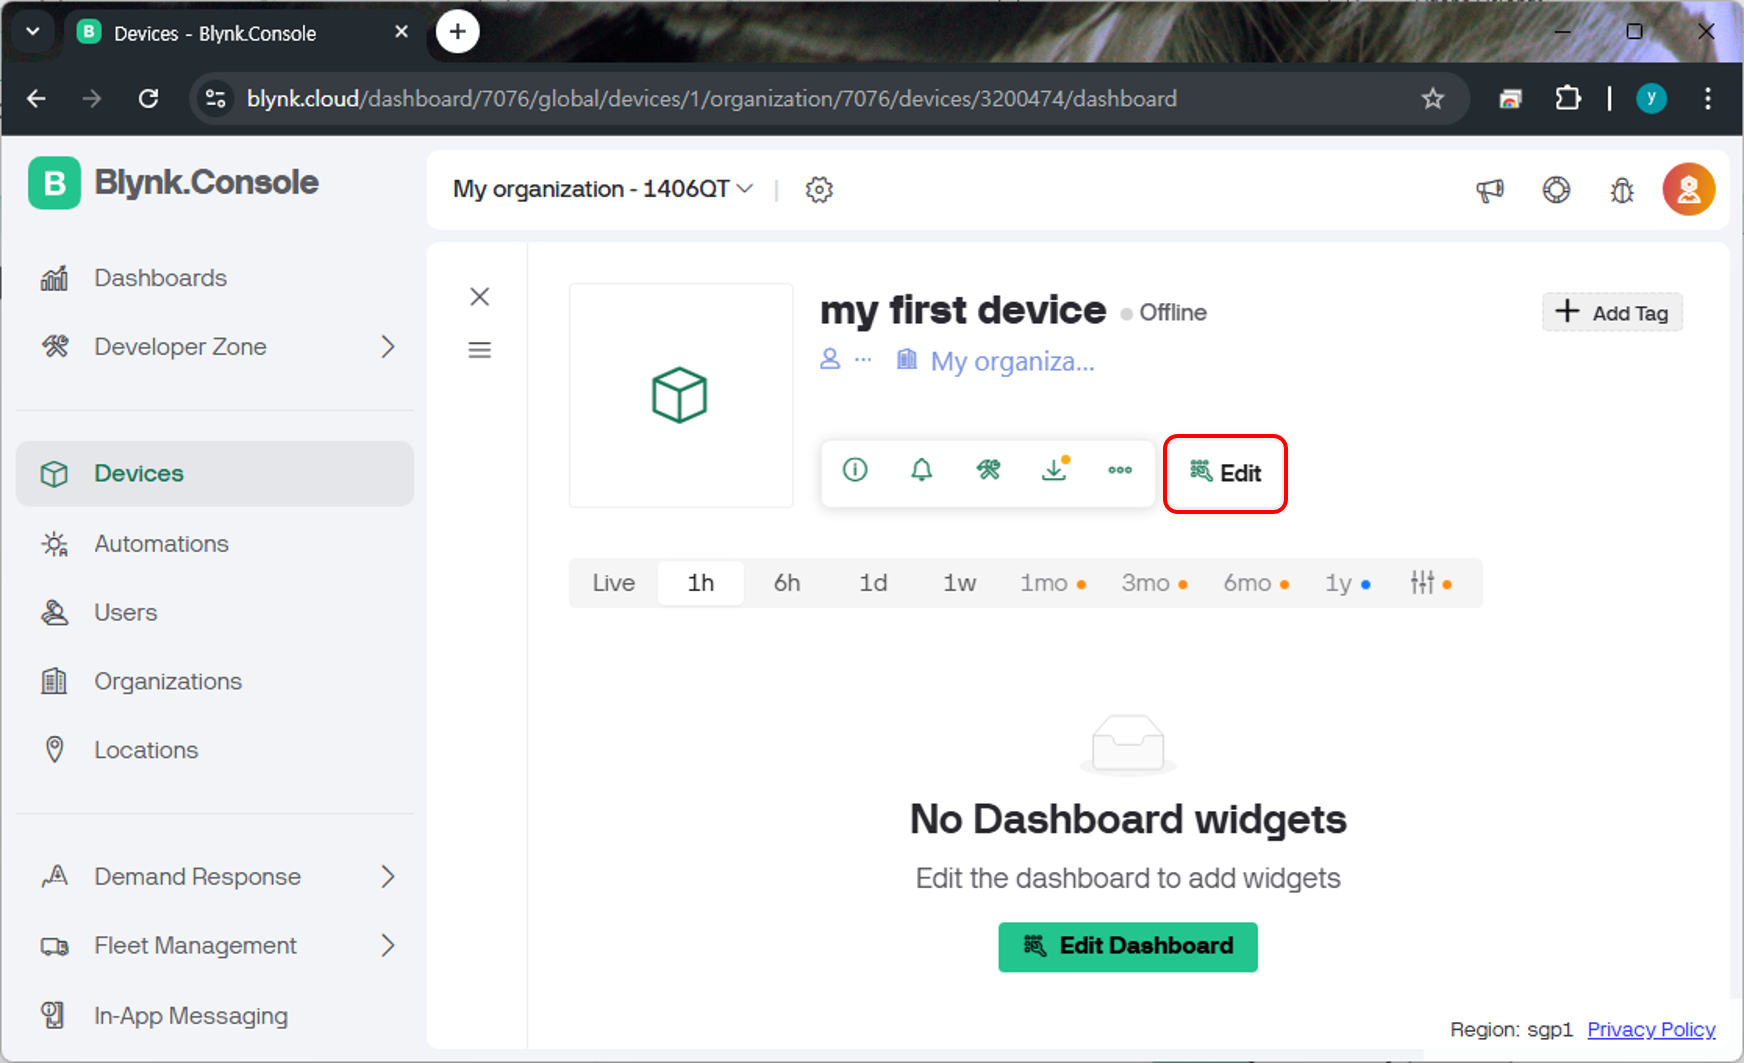 B Devices - Blynk.Console
blynk.cloud/dashboard/7076/global/devices/1/organization/7076/devices/3200474/dashboard
y
B Blynk.Console
My organization - 1406QT
Dashboards
Developer Zone
Devices
Automations
Users
Organizations
Locations
Demand Response
Fleet Management
In-App Messaging
my first device
Offline
Add Tag
... My organiza...
Edit
Live 1h 6h 1d 1w 1mo 3mo 6mo 1y
No Dashboard widgets
Edit the dashboard to add widgets
Edit Dashboard
Region: sgp1 Privacy Policy